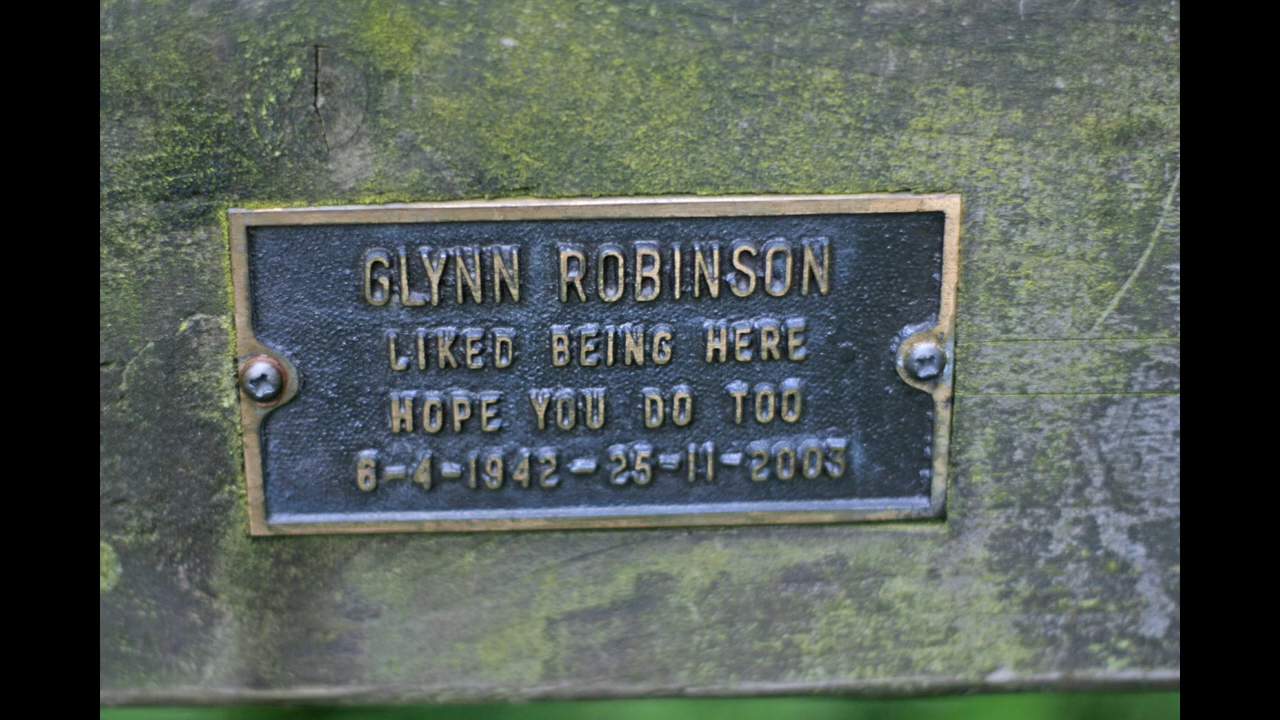 GLYNN ROBINSON
LIKED BEING HERE
HOPE YOU DO TOO
6-4-1942-25-11-2003